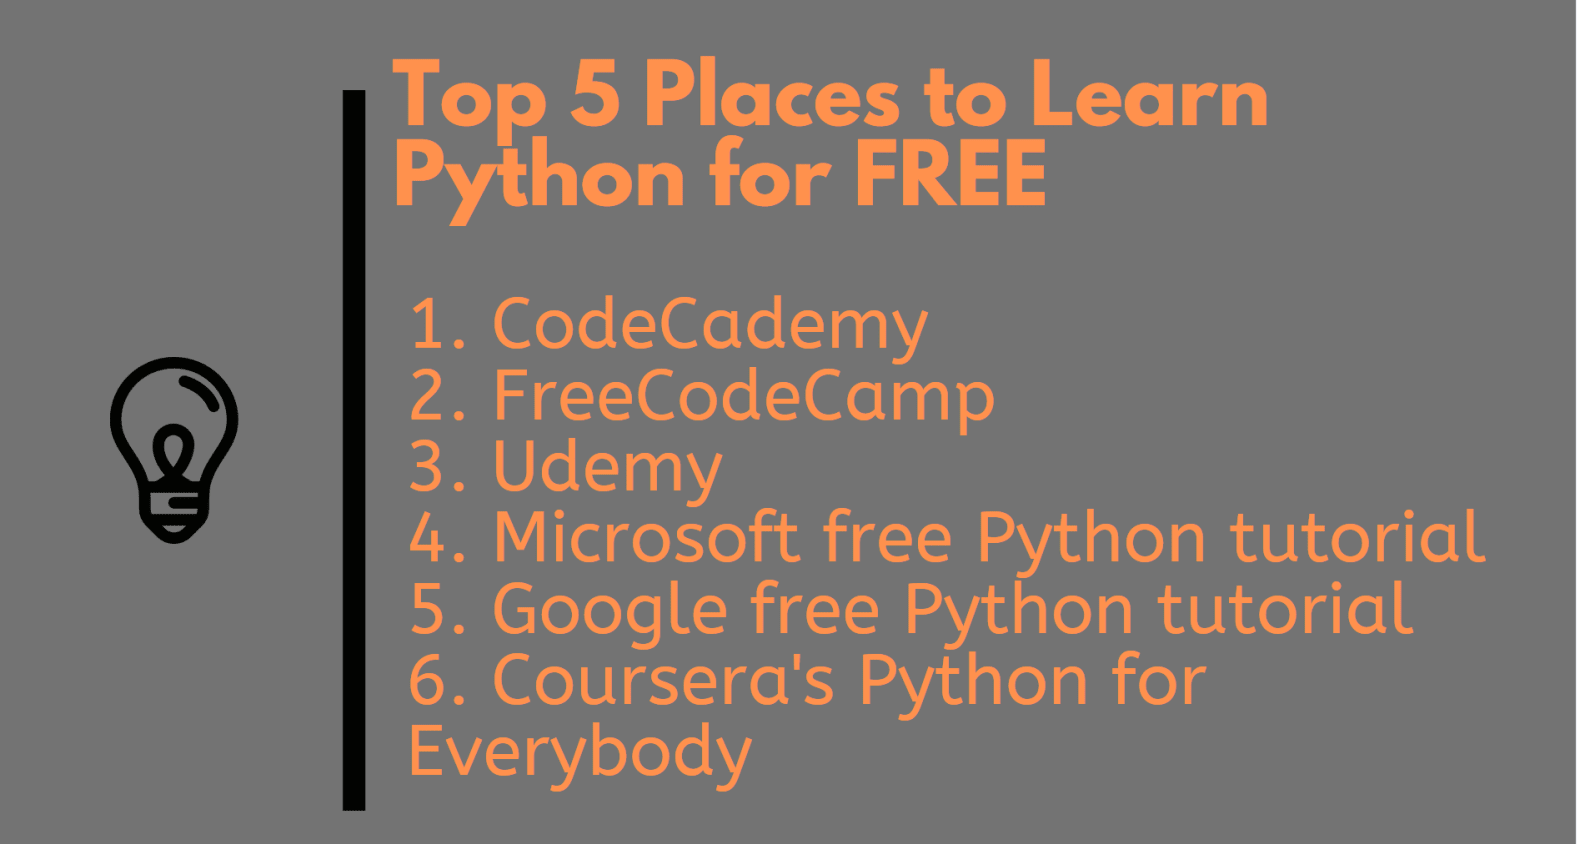 Top 5 Places to Learn
Python for FREE
1. CodeCademy
2. FreeCodeCamp
3. Udemy
4. Microsoft free Python tutorial
5. Google free Python tutorial
6. Coursera's Python for
Everybody